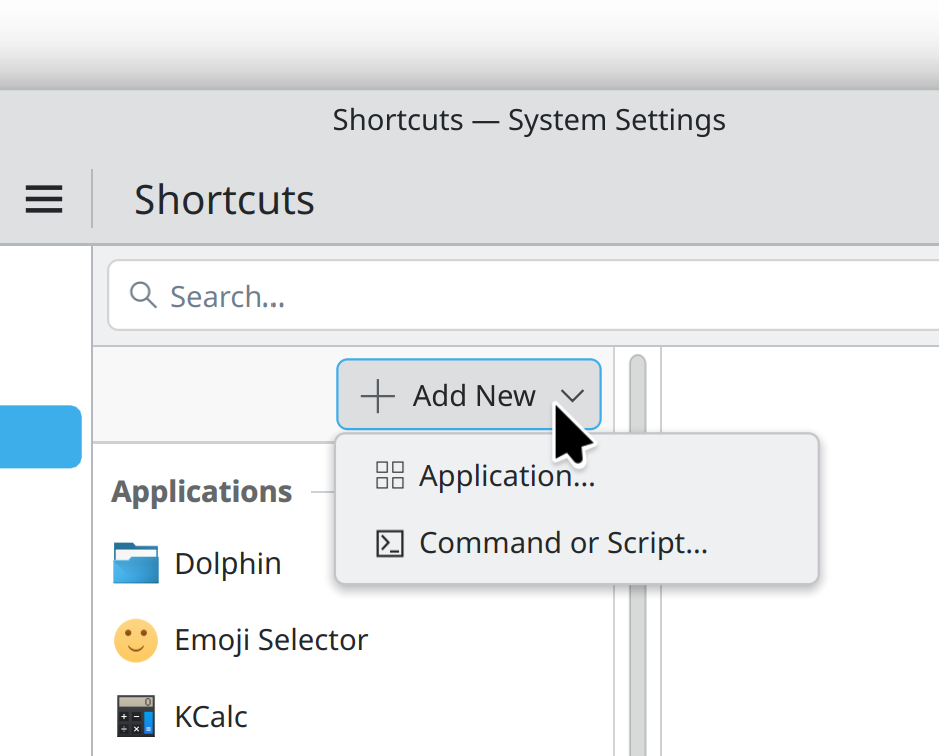 Shortcuts — System Settings
Shortcuts
Search...
Add New
Application...
Command or Script...
Applications
Dolphin
Emoji Selector
KCalc